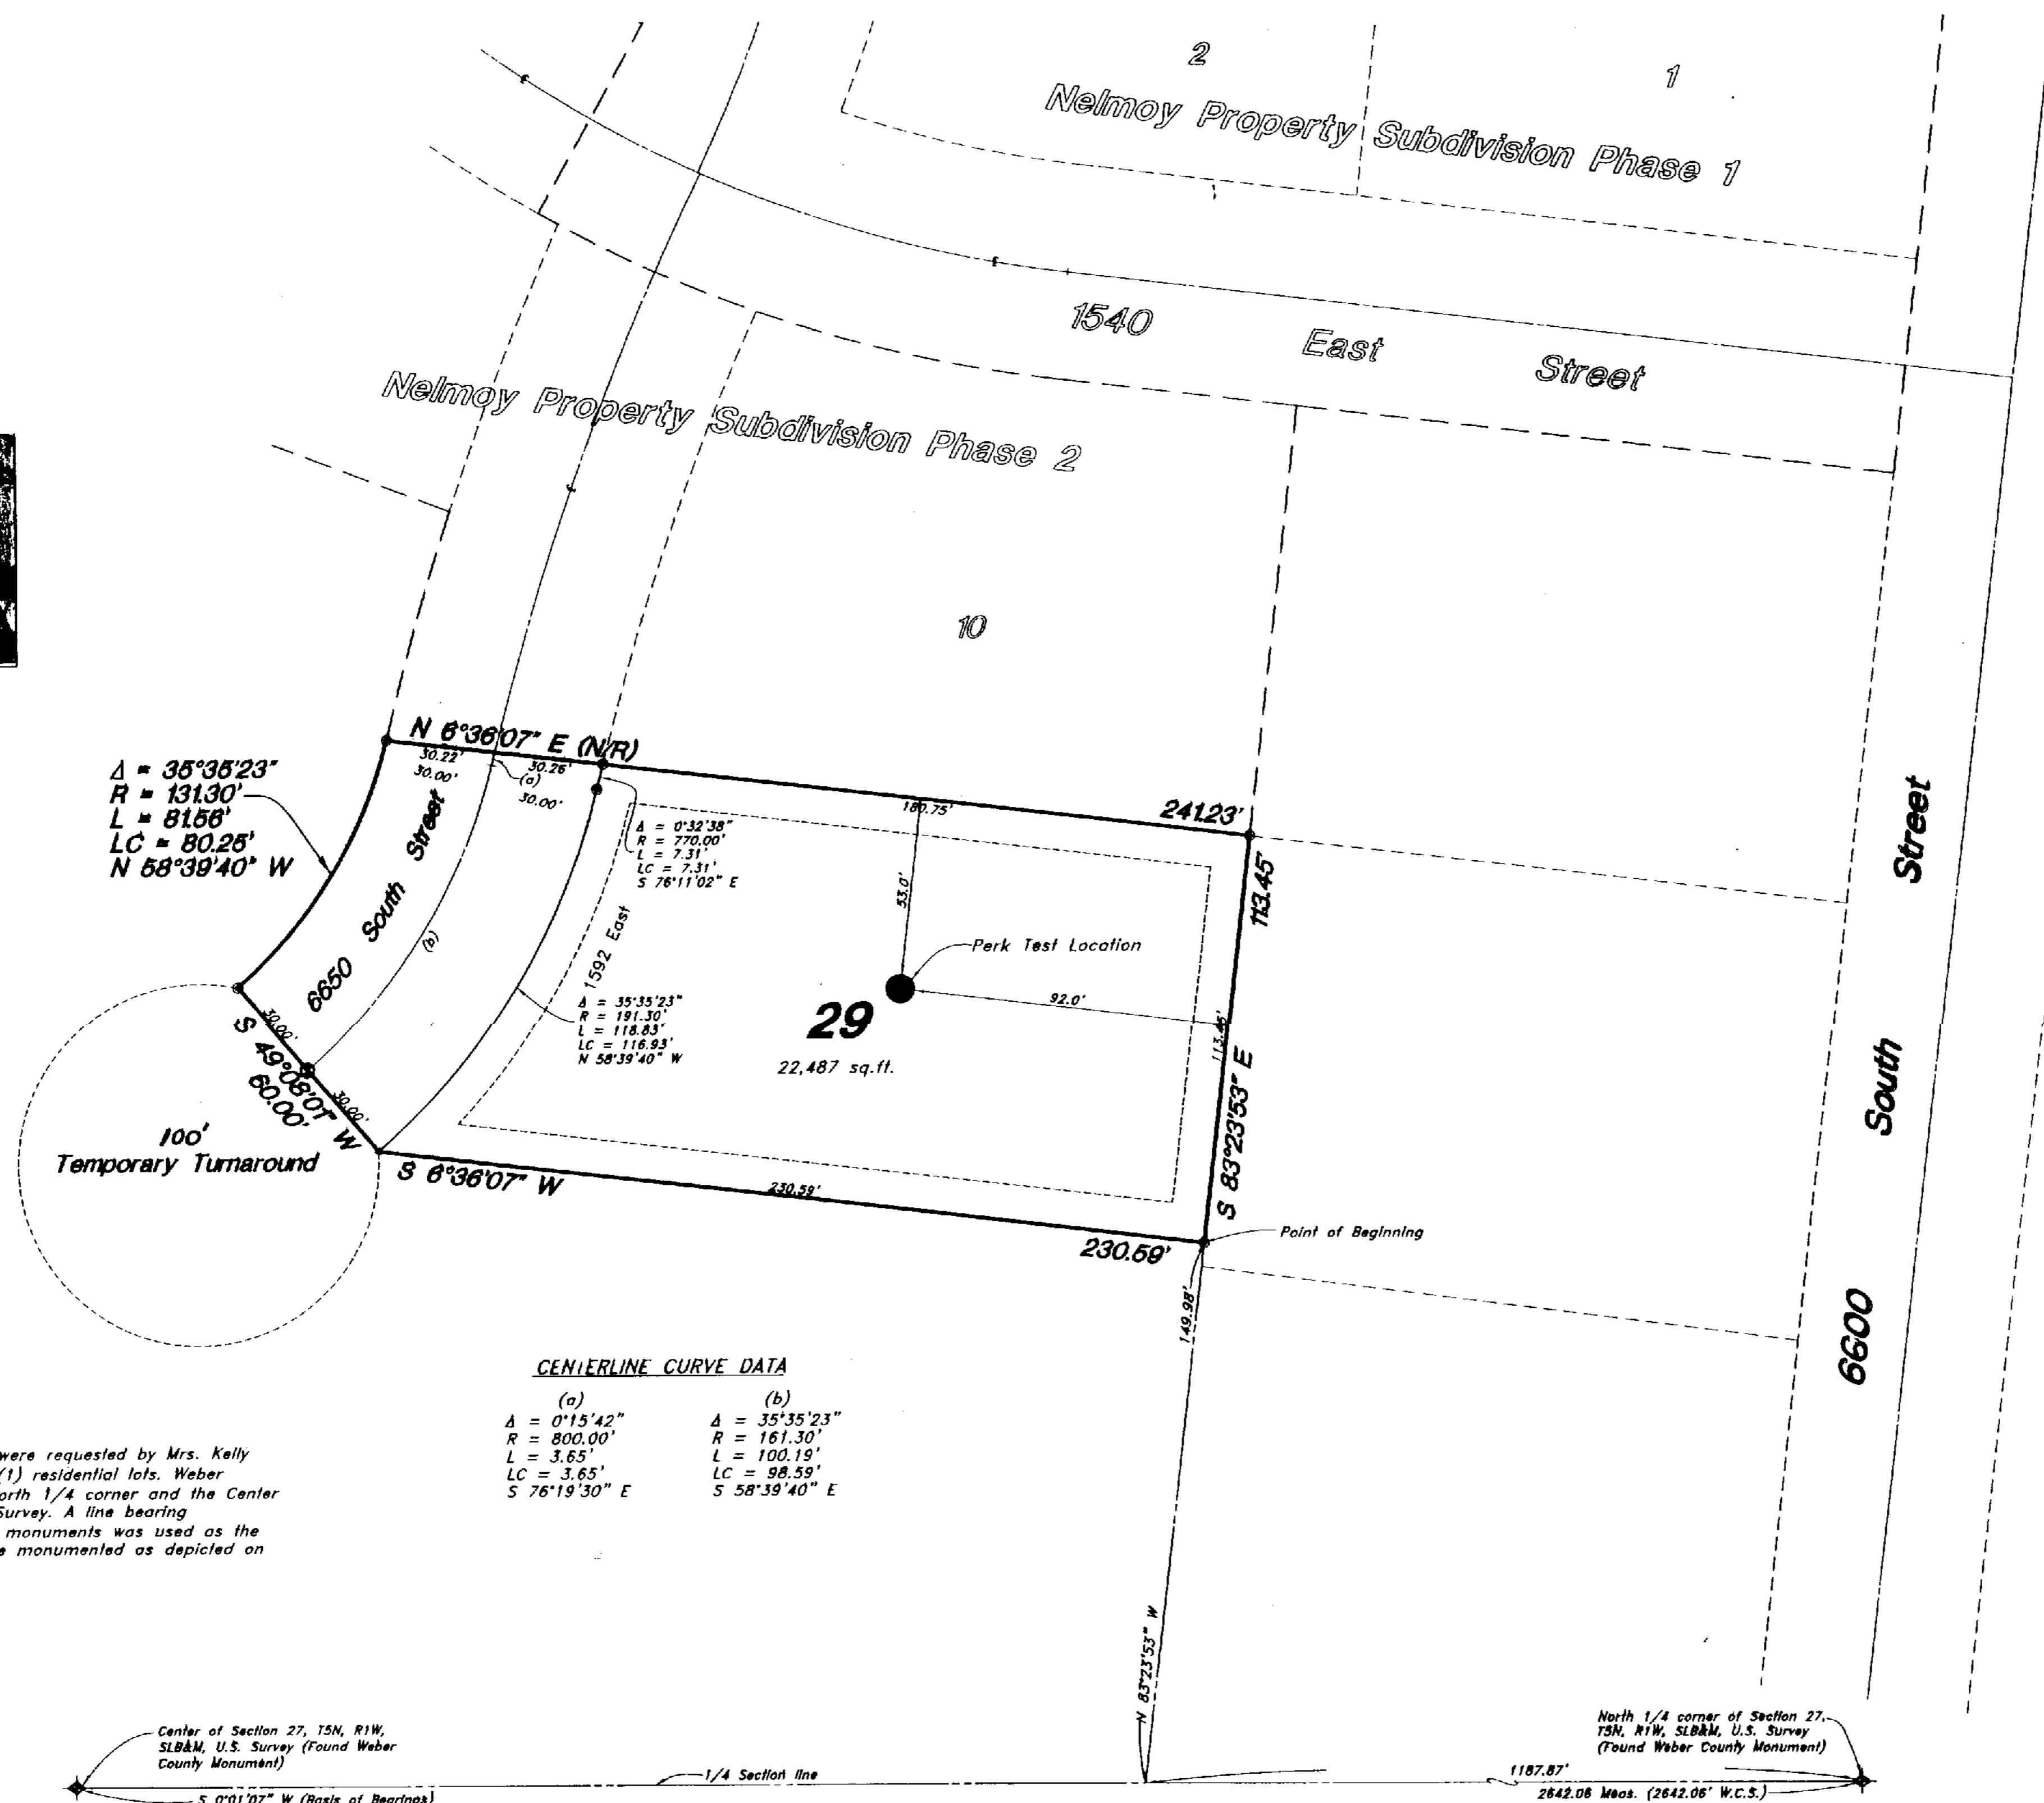 2
1
Nelmoy Property Subdivision Phase 1
1540 East Street
Nelmoy Property Subdivision Phase 2
10
N 6°36'07" E (N/R)
30.22'
30.26'
30.00'
(a)
30.00'
180.75'
241.23'
Δ = 35°35'23"
R = 131.30'
L = 81.56'
LC = 80.25'
N 58°39'40" W
6650 South Street
(b)
Δ = 0°32'38"
R = 770.00'
L = 7.31'
LC = 7.31'
S 76°11'02" E
1592 East
53.0'
Perk Test Location
92.0'
29
22,487 sq.ft.
Δ = 35°35'23"
R = 191.30'
L = 118.83'
LC = 116.93'
N 58°39'40" W
113.45'
113.45'
S 83°23'53" E
S 49°08'01" W
60.00'
30.00'
30.00'
100'
Temporary Turnaround
S 6°36'07" W
230.59'
230.59'
Point of Beginning
149.98'
N 83°23'53" W
6600 South Street
CENTERLINE CURVE DATA
(a)
Δ = 0°15'42"
R = 800.00'
L = 3.65'
LC = 3.65'
S 76°19'30" E
(b)
Δ = 35°35'23"
R = 161.30'
L = 100.19'
LC = 98.59'
S 58°39'40" E
were requested by Mrs. Kelly
(1) residential lots. Weber
orth 1/4 corner and the Center
Survey. A line bearing
monuments was used as the
e monumented as depicted on
Center of Section 27, T5N, R1W,
SLB&M, U.S. Survey (Found Weber
County Monument)
S 0°01'07" W (Basis of Bearings)
1/4 Section line
North 1/4 corner of Section 27,
T5N, R1W, SLB&M, U.S. Survey
(Found Weber County Monument)
1187.87'
2642.06 Meas. (2642.06' W.C.S.)